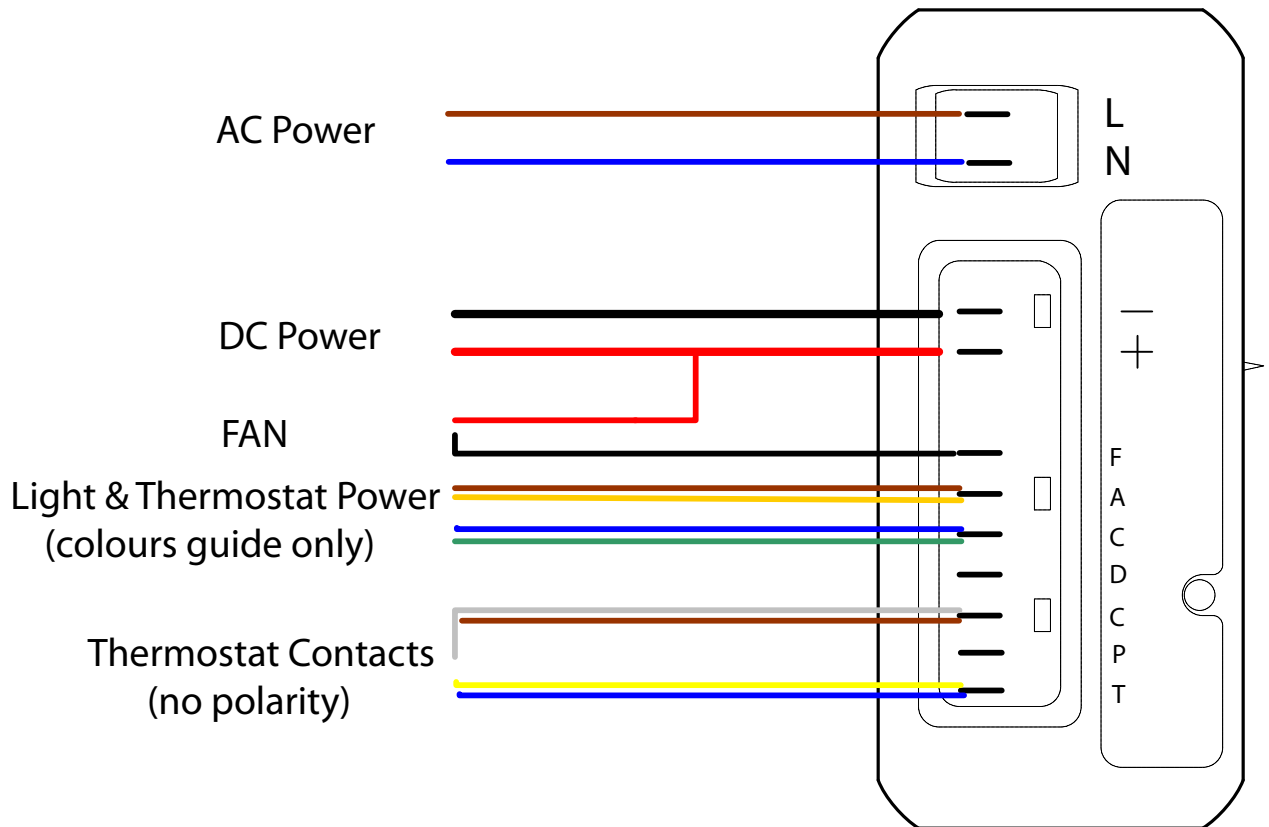 AC Power
L
N
DC Power
—
+
FAN
F
Light & Thermostat Power
(colours guide only)
A
C
D
C
Thermostat Contacts
(no polarity)
P
T